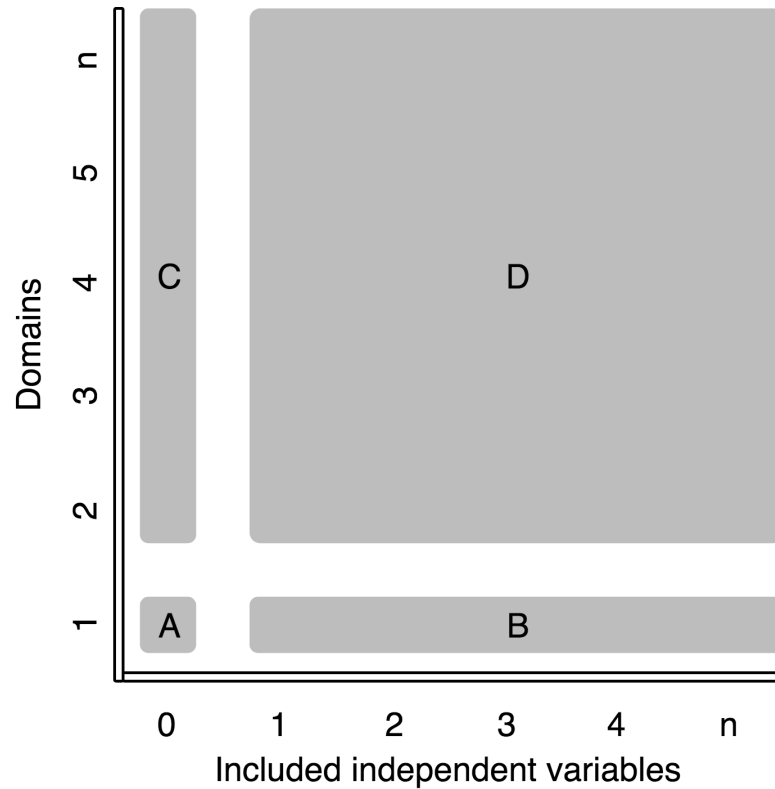 n
5
4
3
2
1
Domains
C
D
A
B
0 1 2 3 4 n
Included independent variables